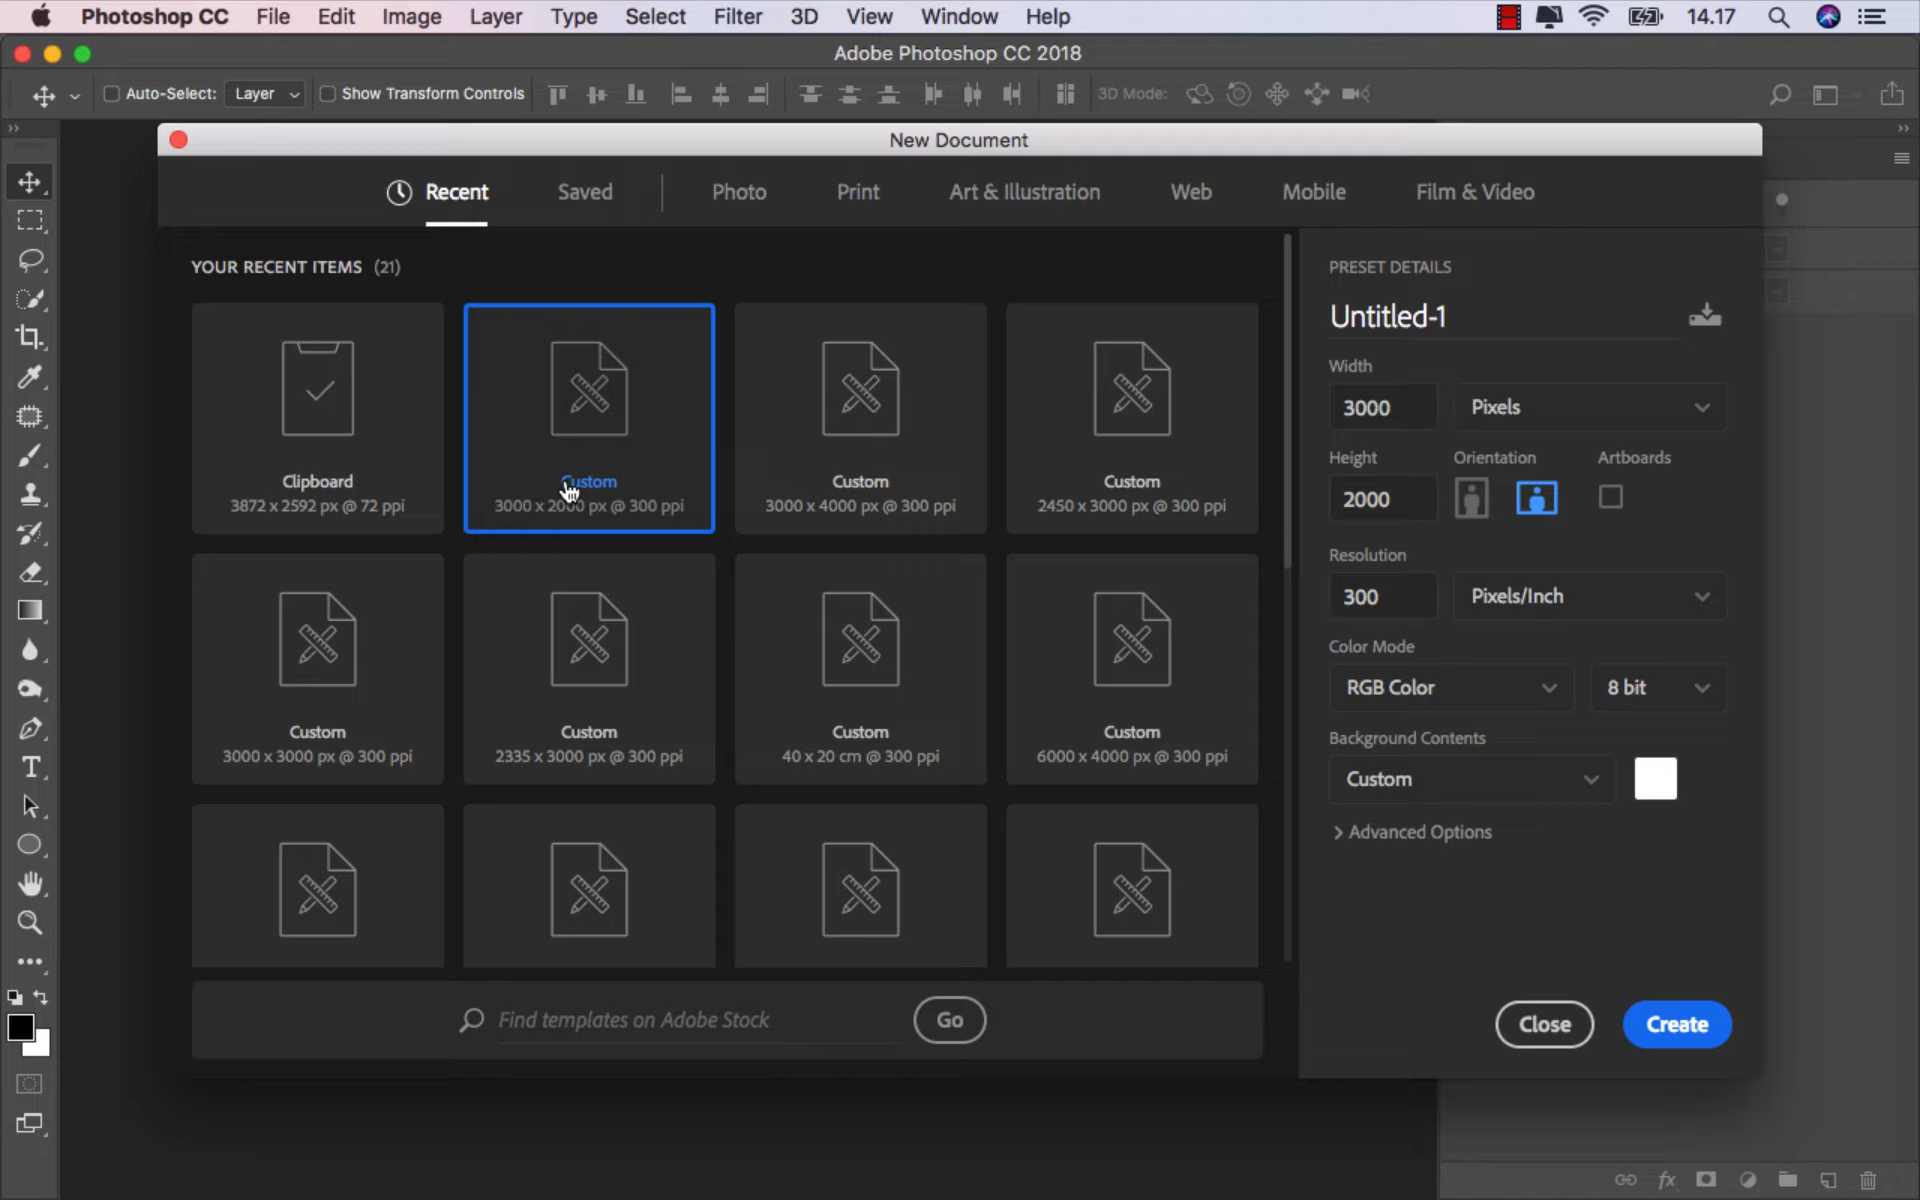 Photoshop CC File Edit Image Layer Type Select Filter 3D View Window Help 14.17
Adobe Photoshop CC 2018
Auto-Select: Layer Show Transform Controls 3D Mode:
New Document
Recent Saved Photo Print Art & Illustration Web Mobile Film & Video
YOUR RECENT ITEMS (21)
Clipboard
3872 x 2592 px @ 72 ppi
Custom
3000 x 2000 px @ 300 ppi
Custom
3000 x 4000 px @ 300 ppi
Custom
2450 x 3000 px @ 300 ppi
Custom
3000 x 3000 px @ 300 ppi
Custom
2335 x 3000 px @ 300 ppi
Custom
40 x 20 cm @ 300 ppi
Custom
6000 x 4000 px @ 300 ppi
Find templates on Adobe Stock Go
PRESET DETAILS
Untitled-1
Width
3000 Pixels
Height Orientation Artboards
2000
Resolution
300 Pixels/Inch
Color Mode
RGB Color 8 bit
Background Contents
Custom
Advanced Options
Close Create
fx